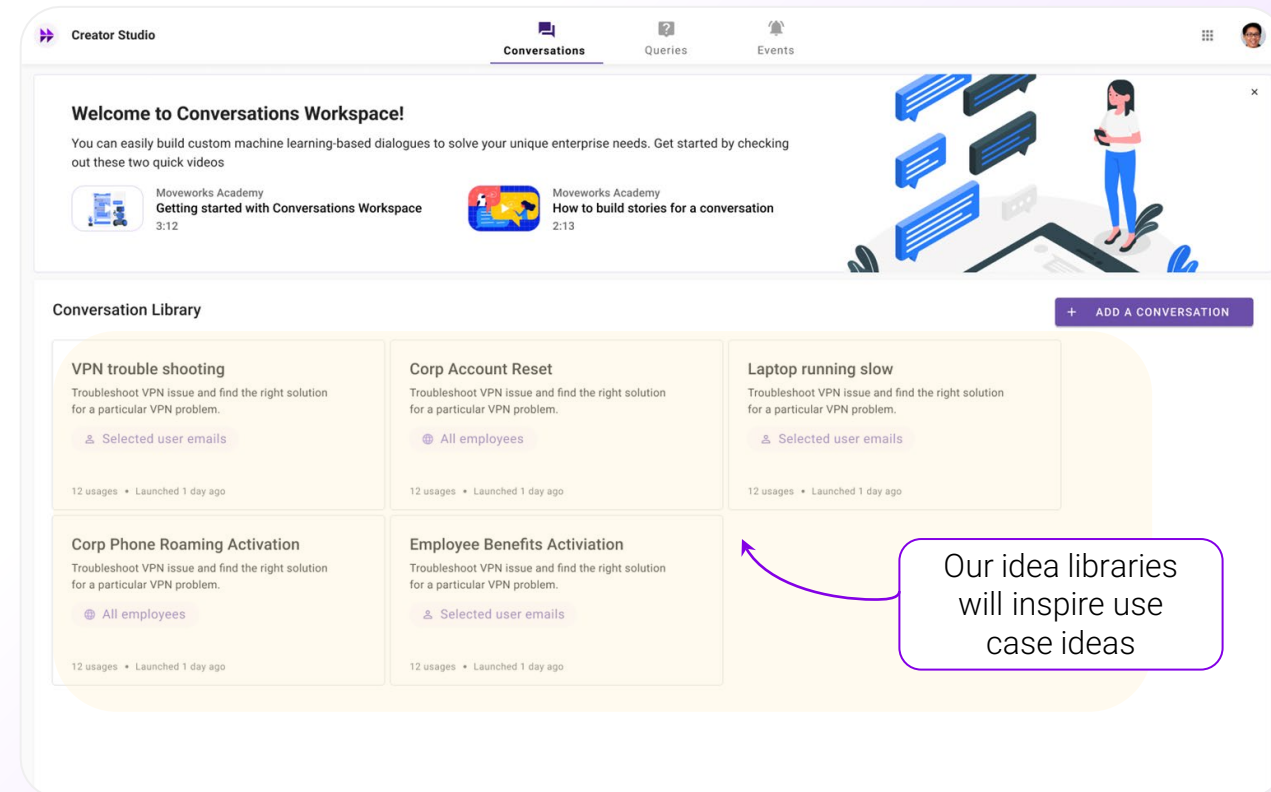 Creator Studio
Conversations
Queries
Events
Welcome to Conversations Workspace!
You can easily build custom machine learning-based dialogues to solve your unique enterprise needs. Get started by checking
out these two quick videos
Moveworks Academy
Getting started with Conversations Workspace
3:12
Moveworks Academy
How to build stories for a conversation
2:13
Conversation Library
+ ADD A CONVERSATION
VPN trouble shooting
Troubleshoot VPN issue and find the right solution
for a particular VPN problem.
Selected user emails
12 usages • Launched 1 day ago
Corp Account Reset
Troubleshoot VPN issue and find the right solution
for a particular VPN problem.
All employees
12 usages • Launched 1 day ago
Laptop running slow
Troubleshoot VPN issue and find the right solution
for a particular VPN problem.
Selected user emails
12 usages • Launched 1 day ago
Corp Phone Roaming Activation
Troubleshoot VPN issue and find the right solution
for a particular VPN problem.
All employees
12 usages • Launched 1 day ago
Employee Benefits Activiation
Troubleshoot VPN issue and find the right solution
for a particular VPN problem.
Selected user emails
12 usages • Launched 1 day ago
Our idea libraries
will inspire use
case ideas